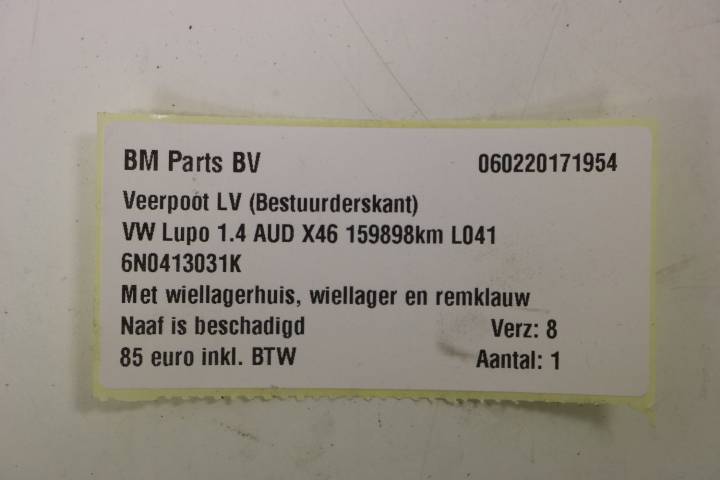 BM Parts BV 060220171954
Veerpoot LV (Bestuurderskant)
VW Lupo 1.4 AUD X46 159898km L041
6N0413031K
Met wiellagerhuis, wiellager en remklauw
Naaf is beschadigd Verz: 8
85 euro inkl. BTW Aantal: 1